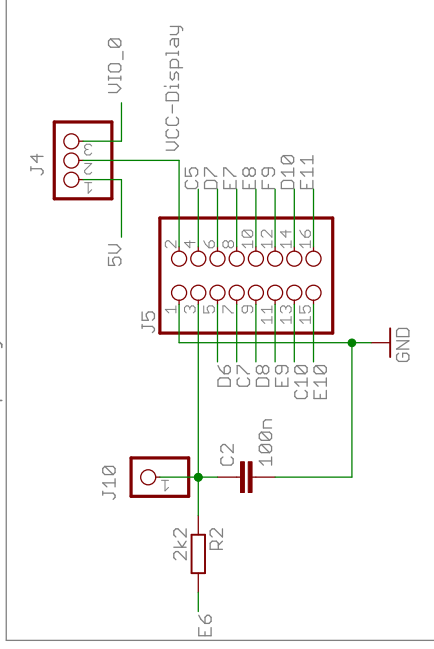 J4
1
2
3
VIO_0
5V
VCC-Display
J5
2
4
6
8
10
12
14
16
C5
D7
E7
E8
F9
D10
E11
1
3
5
7
9
11
13
15
D6
C7
D8
E9
C10
E10
GND
J10
1
C2
100n
2k2
R2
E6